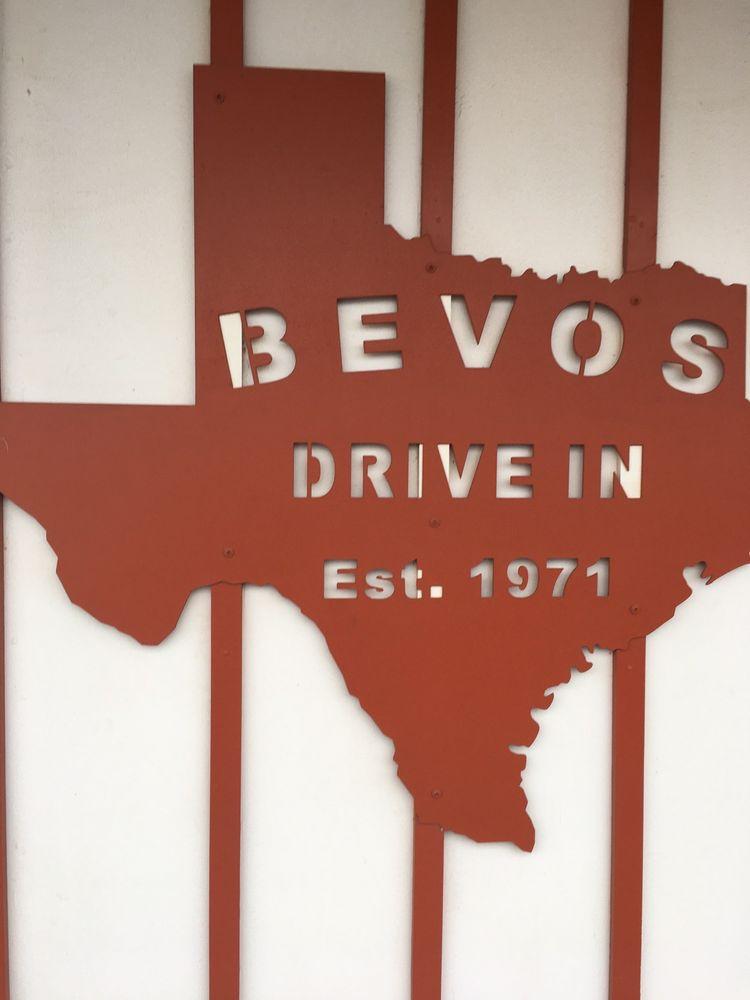 BEVOS
DRIVE IN
Est. 1971